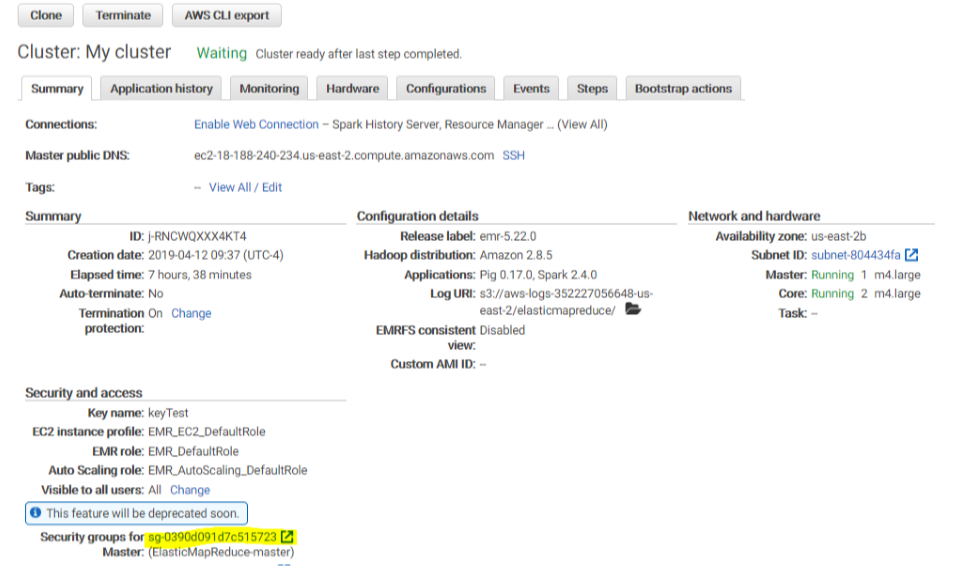 Clone Terminate AWS CLI export
Cluster: My cluster Waiting Cluster ready after last step completed.
Summary Application history Monitoring Hardware Configurations Events Steps Bootstrap actions
Connections: Enable Web Connection – Spark History Server, Resource Manager ... (View All)
Master public DNS: ec2-18-188-240-234.us-east-2.compute.amazonaws.com SSH
Tags: -- View All / Edit
Summary
ID: j-RNCWQXXX4KT4
Creation date: 2019-04-12 09:37 (UTC-4)
Elapsed time: 7 hours, 38 minutes
Auto-terminate: No
Termination On Change
protection:
Configuration details
Release label: emr-5.22.0
Hadoop distribution: Amazon 2.8.5
Applications: Pig 0.17.0, Spark 2.4.0
Log URI: s3://aws-logs-352227056648-us-
east-2/elasticmapreduce/
EMRFS consistent Disabled
view:
Custom AMI ID: --
Network and hardware
Availability zone: us-east-2b
Subnet ID: subnet-804434fa
Master: Running 1 m4.large
Core: Running 2 m4.large
Task: --
Security and access
Key name: keyTest
EC2 instance profile: EMR_EC2_DefaultRole
EMR role: EMR_DefaultRole
Auto Scaling role: EMR_AutoScaling_DefaultRole
Visible to all users: All Change
This feature will be deprecated soon.
Security groups for sg-0390d091d7c515723
Master: (ElasticMapReduce-master)